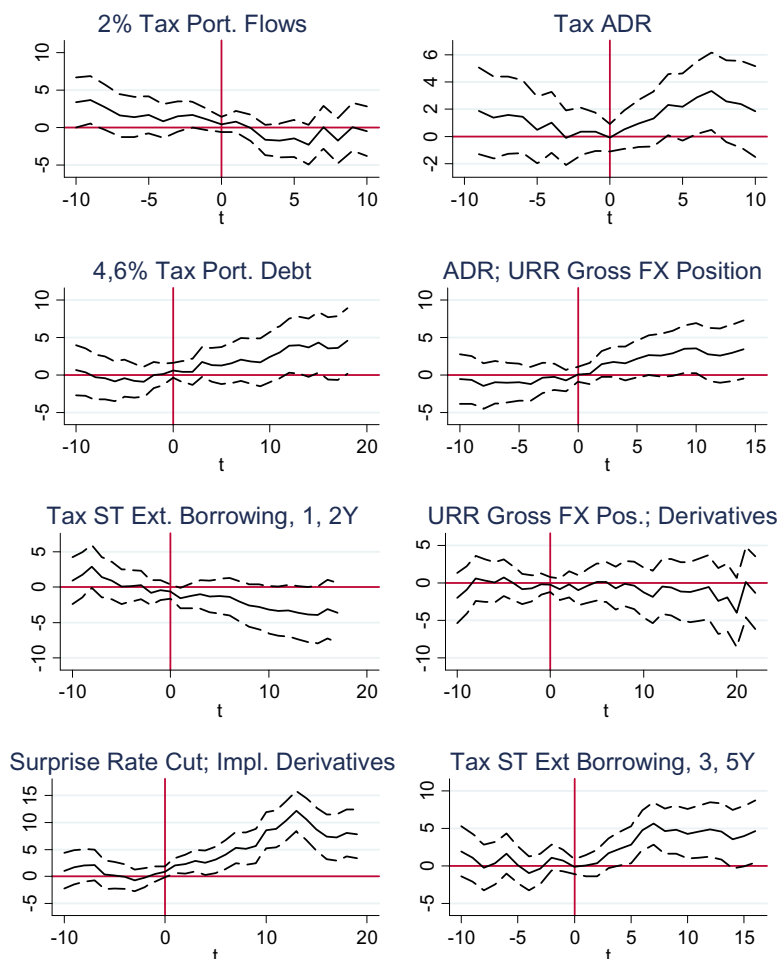 2% Tax Port. Flows
10
5
0
-5
-10 -5 0 5 10
t
Tax ADR
6
4
2
0
-2
-10 -5 0 5 10
t
4,6% Tax Port. Debt
10
5
0
-5
-10 0 10 20
t
ADR; URR Gross FX Position
10
5
0
-5
-10 -5 0 5 10 15
t
Tax ST Ext. Borrowing, 1, 2Y
5
0
-5
-10
-10 0 10 20
t
URR Gross FX Pos.; Derivatives
5
0
-5
-10
-10 0 10 20
t
Surprise Rate Cut; Impl. Derivatives
15
10
5
0
-5
-10 0 10 20
t
Tax ST Ext Borrowing, 3, 5Y
10
5
0
-5
-10 -5 0 5 10 15
t